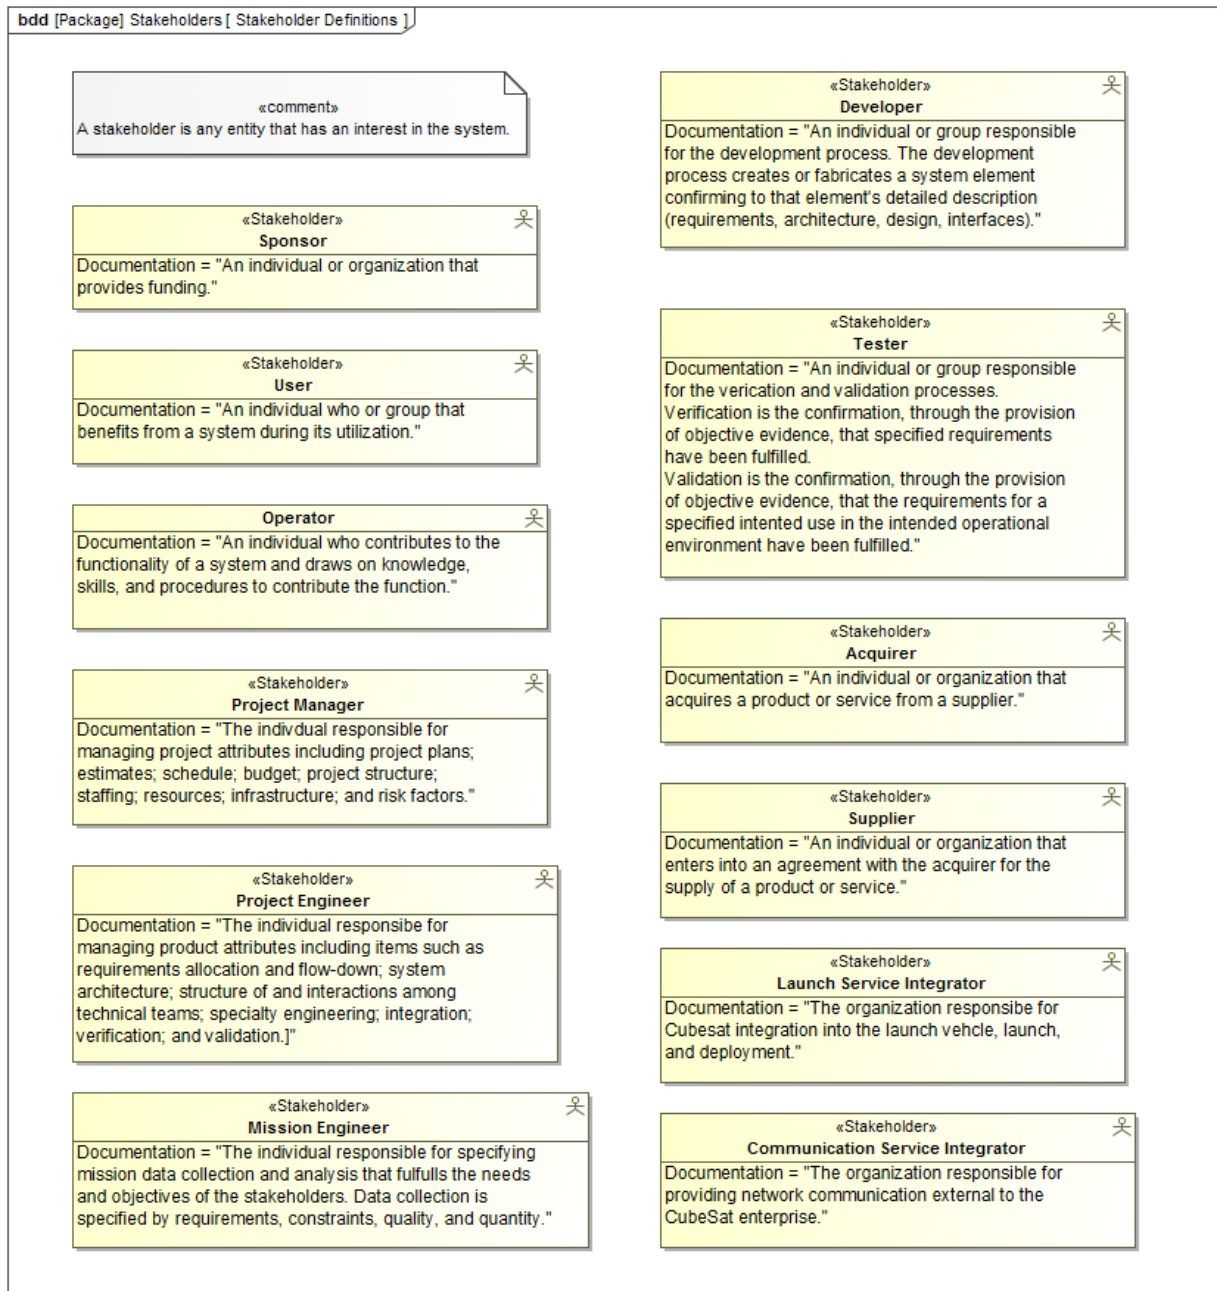 bdd [Package] Stakeholders [ Stakeholder Definitions ]
«comment»
A stakeholder is any entity that has an interest in the system.
«Stakeholder»
Sponsor
Documentation = "An individual or organization that
provides funding."
«Stakeholder»
User
Documentation = "An individual who or group that
benefits from a system during its utilization."
Operator
Documentation = "An individual who contributes to the
functionality of a system and draws on knowledge,
skills, and procedures to contribute the function."
«Stakeholder»
Project Manager
Documentation = "The indivdual responsible for
managing project attributes including project plans;
estimates; schedule; budget; project structure;
staffing; resources; infrastructure; and risk factors."
«Stakeholder»
Project Engineer
Documentation = "The individual responsibe for
managing product attributes including items such as
requirements allocation and flow-down; system
architecture; structure of and interactions among
technical teams; specialty engineering; integration;
verification; and validation.]"
«Stakeholder»
Mission Engineer
Documentation = "The individual responsible for specifying
mission data collection and analysis that fulfulls the needs
and objectives of the stakeholders. Data collection is
specified by requirements, constraints, quality, and quantity."
«Stakeholder»
Developer
Documentation = "An individual or group responsible
for the development process. The development
process creates or fabricates a system element
confirming to that element's detailed description
(requirements, architecture, design, interfaces)."
«Stakeholder»
Tester
Documentation = "An individual or group responsible
for the verication and validation processes.
Verification is the confirmation, through the provision
of objective evidence, that specified requirements
have been fulfilled.
Validation is the confirmation, through the provision
of objective evidence, that the requirements for a
specified intented use in the intended operational
environment have been fulfilled."
«Stakeholder»
Acquirer
Documentation = "An individual or organization that
acquires a product or service from a supplier."
«Stakeholder»
Supplier
Documentation = "An individual or organization that
enters into an agreement with the acquirer for the
supply of a product or service."
«Stakeholder»
Launch Service Integrator
Documentation = "The organization responsibe for
Cubesat integration into the launch vehcle, launch,
and deployment."
«Stakeholder»
Communication Service Integrator
Documentation = "The organization responsible for
providing network communication external to the
CubeSat enterprise."